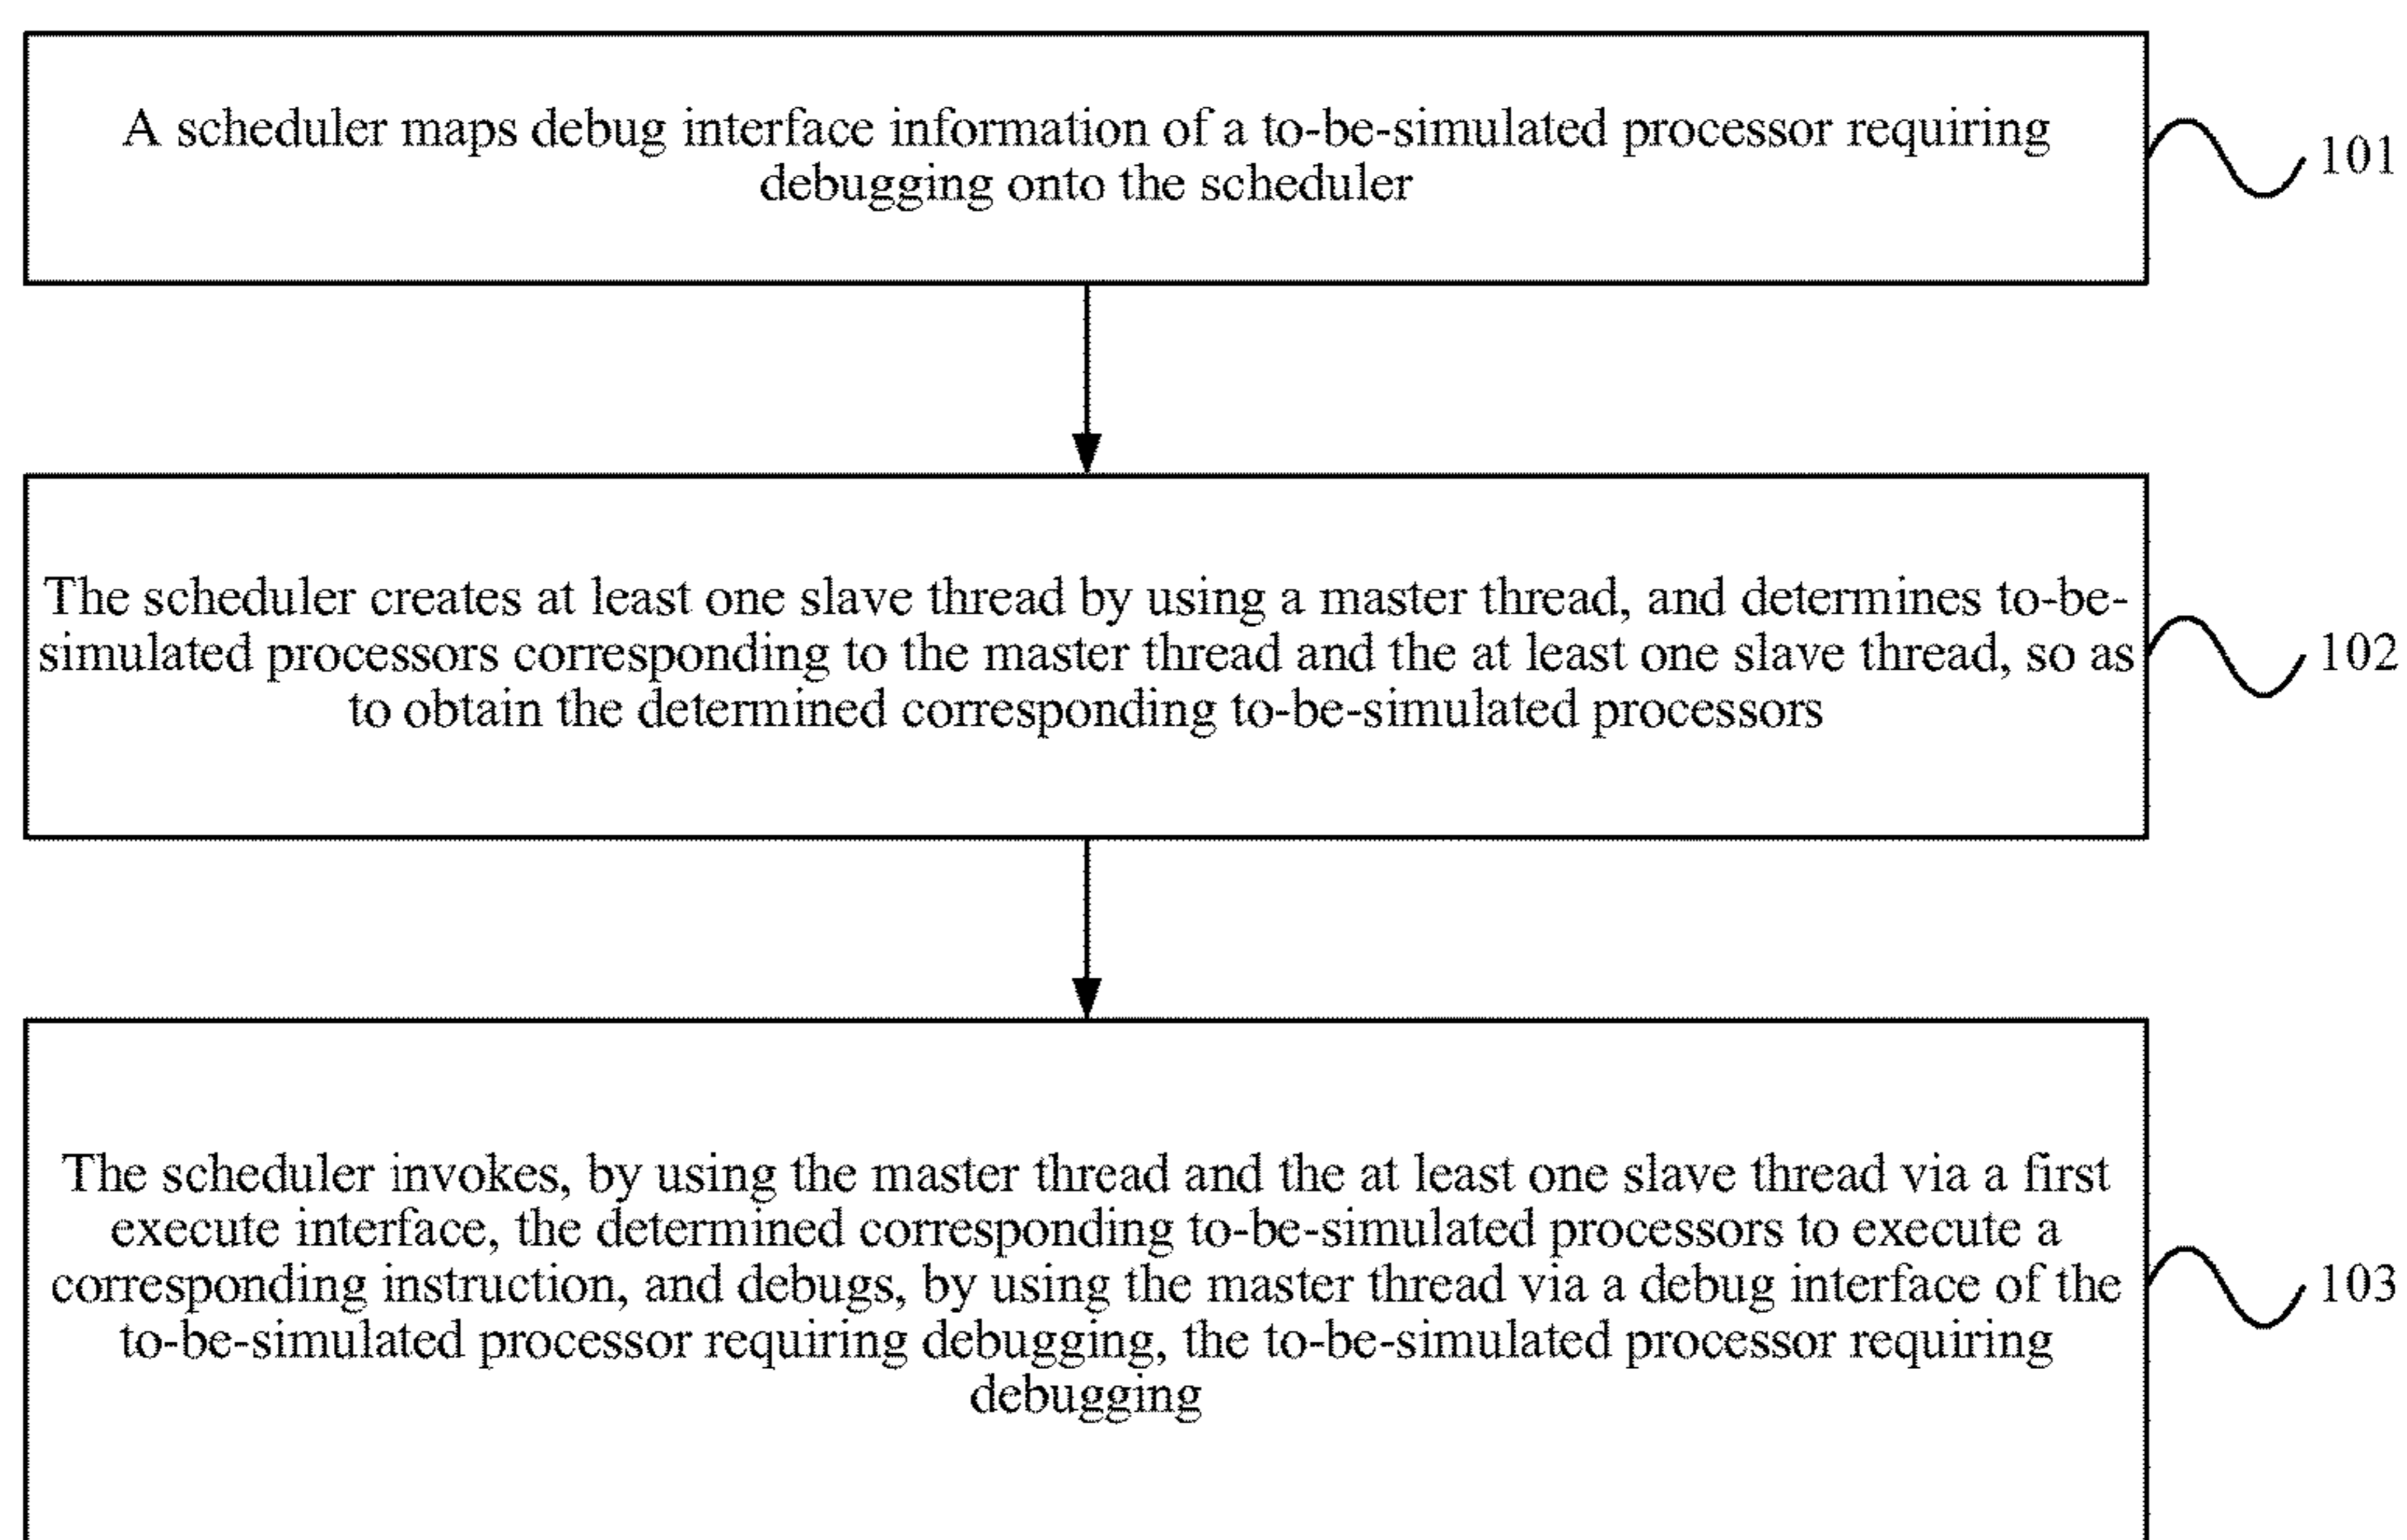 A scheduler maps debug interface information of a to-be-simulated processor requiring
debugging onto the scheduler
101
The scheduler creates at least one slave thread by using a master thread, and determines to-be-
simulated processors corresponding to the master thread and the at least one slave thread, so as
to obtain the determined corresponding to-be-simulated processors
102
The scheduler invokes, by using the master thread and the at least one slave thread via a first
execute interface, the determined corresponding to-be-simulated processors to execute a
corresponding instruction, and debugs, by using the master thread via a debug interface of the
to-be-simulated processor requiring debugging, the to-be-simulated processor requiring
debugging
103